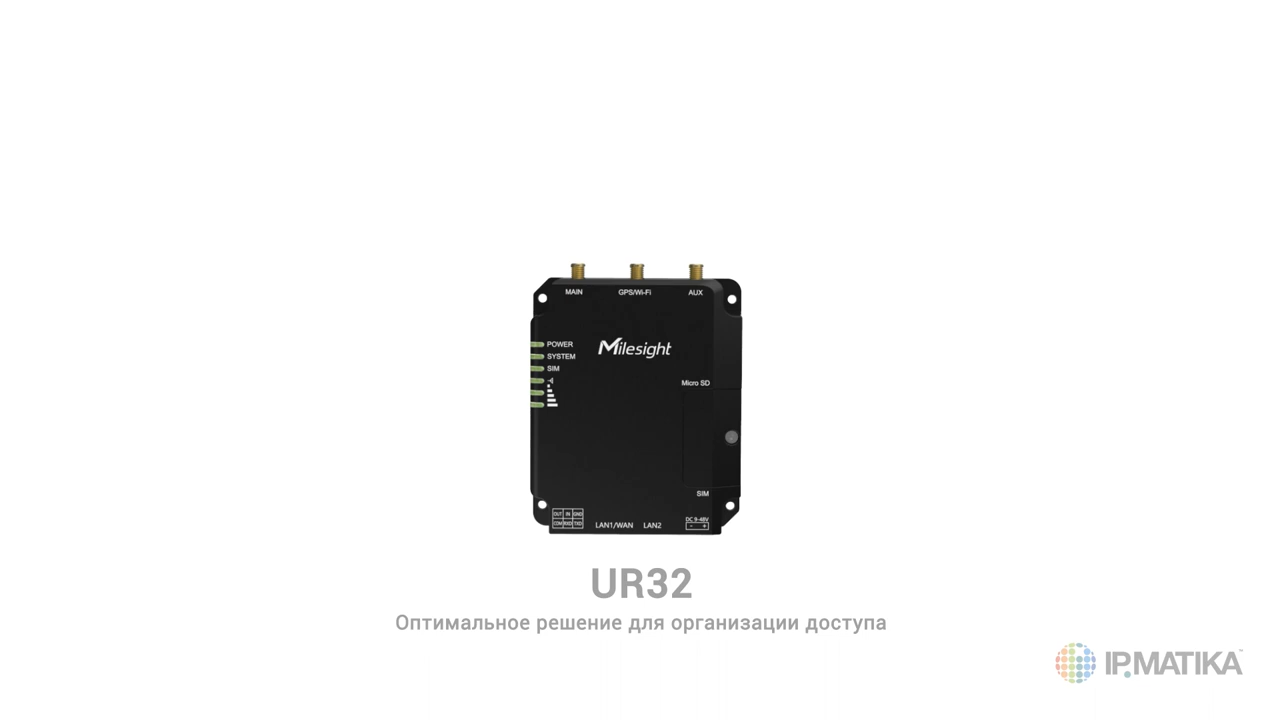 MAIN GPS/Wi-Fi AUX
POWER
Milesight
SYSTEM
SIM
Micro SD
SIM
OUT IN GND
DC 9-48V
COM RXD TXD
LAN1/WAN LAN2
- +
UR32
Оптимальное решение для организации доступа
IP.MATIKA™